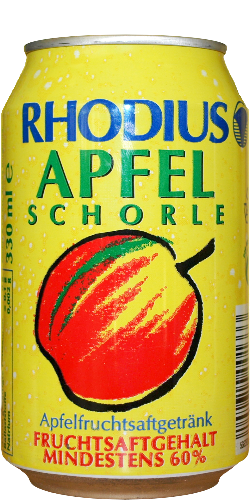 RHODIUS
APFEL
SCHORLE
330 ml e
Apfelfruchtsaftgetränk
FRUCHTSAFTGEHALT
MINDESTENS 60%